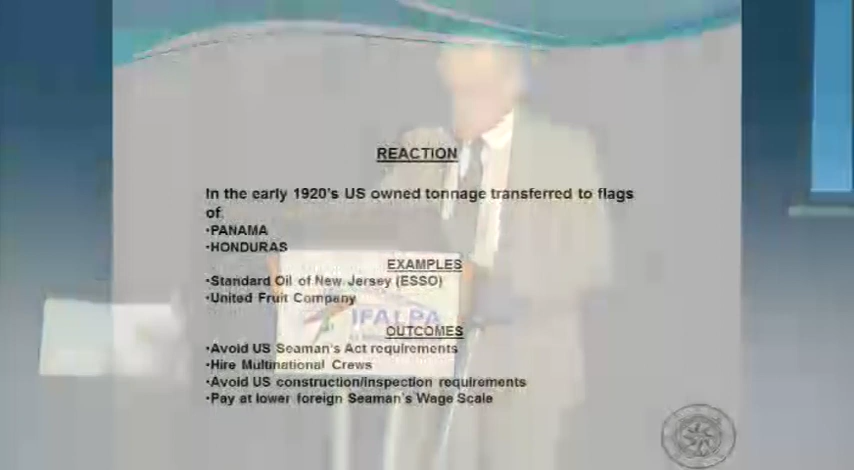 REACTION
In the early 1920's US owned tonnage transferred to flags
of
•PANAMA
•HONDURAS
EXAMPLES
•Standard Oil of New Jersey (ESSO)
•United Fruit Company
IFALPA
OUTCOMES
•Avoid US Seaman's Act requirements
•Hire Multinational Crews
•Avoid US construction/inspection requirements
•Pay at lower foreign Seaman's Wage Scale